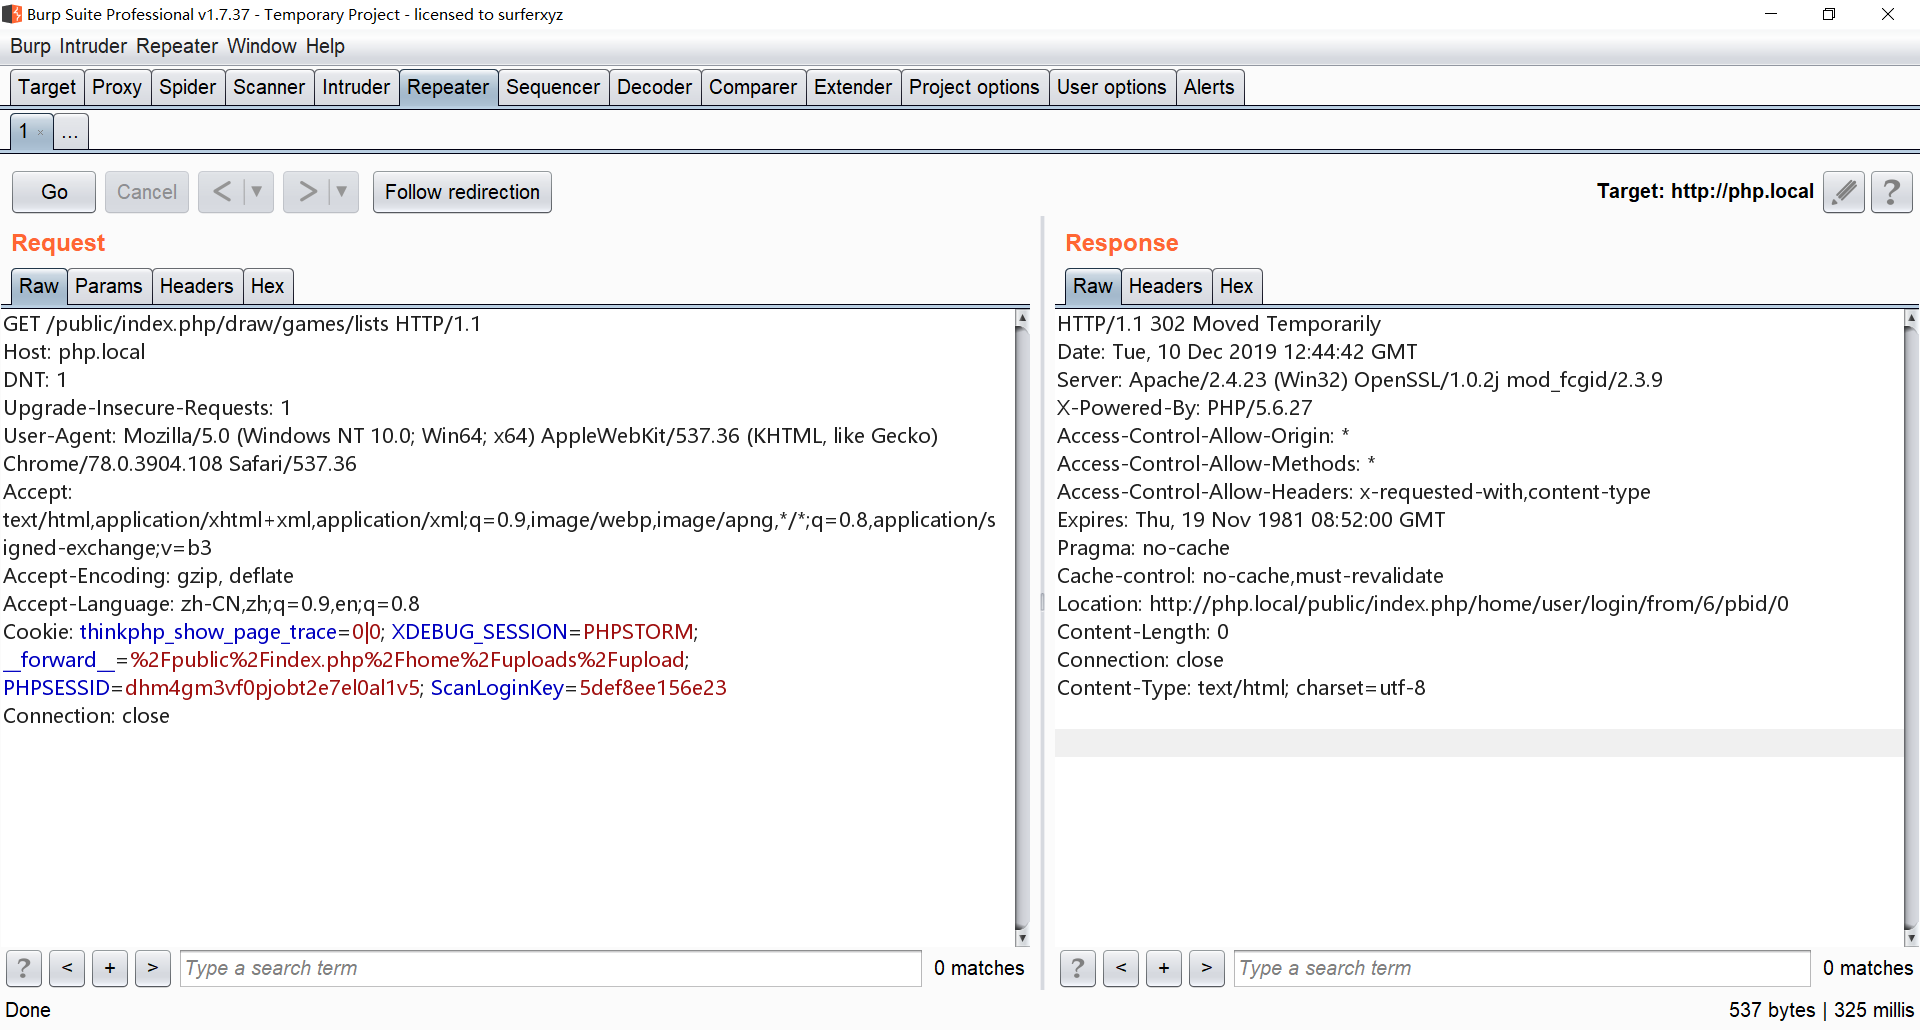 Burp Suite Professional v1.7.37 - Temporary Project - licensed to surferxyz
Burp Intruder Repeater Window Help
Target Proxy Spider Scanner Intruder Repeater Sequencer Decoder Comparer Extender Project options User options Alerts
1 × ...
Go Cancel < ▼ > ▼ Follow redirection Target: http://php.local ?
Request
Raw Params Headers Hex
GET /public/index.php/draw/games/lists HTTP/1.1
Host: php.local
DNT: 1
Upgrade-Insecure-Requests: 1
User-Agent: Mozilla/5.0 (Windows NT 10.0; Win64; x64) AppleWebKit/537.36 (KHTML, like Gecko)
Chrome/78.0.3904.108 Safari/537.36
Accept:
text/html,application/xhtml+xml,application/xml;q=0.9,image/webp,image/apng,*/*;q=0.8,application/s
igned-exchange;v=b3
Accept-Encoding: gzip, deflate
Accept-Language: zh-CN,zh;q=0.9,en;q=0.8
Cookie: thinkphp_show_page_trace=0|0; XDEBUG_SESSION=PHPSTORM;
__forward__=%2Fpublic%2Findex.php%2Fhome%2Fuploads%2Fupload;
PHPSESSID=dhm4gm3vf0pjobt2e7el0al1v5; ScanLoginKey=5def8ee156e23
Connection: close
? < + > Type a search term 0 matches
Response
Raw Headers Hex
HTTP/1.1 302 Moved Temporarily
Date: Tue, 10 Dec 2019 12:44:42 GMT
Server: Apache/2.4.23 (Win32) OpenSSL/1.0.2j mod_fcgid/2.3.9
X-Powered-By: PHP/5.6.27
Access-Control-Allow-Origin: *
Access-Control-Allow-Methods: *
Access-Control-Allow-Headers: x-requested-with,content-type
Expires: Thu, 19 Nov 1981 08:52:00 GMT
Pragma: no-cache
Cache-control: no-cache,must-revalidate
Location: http://php.local/public/index.php/home/user/login/from/6/pbid/0
Content-Length: 0
Connection: close
Content-Type: text/html; charset=utf-8
? < + > Type a search term 0 matches
Done 537 bytes | 325 millis